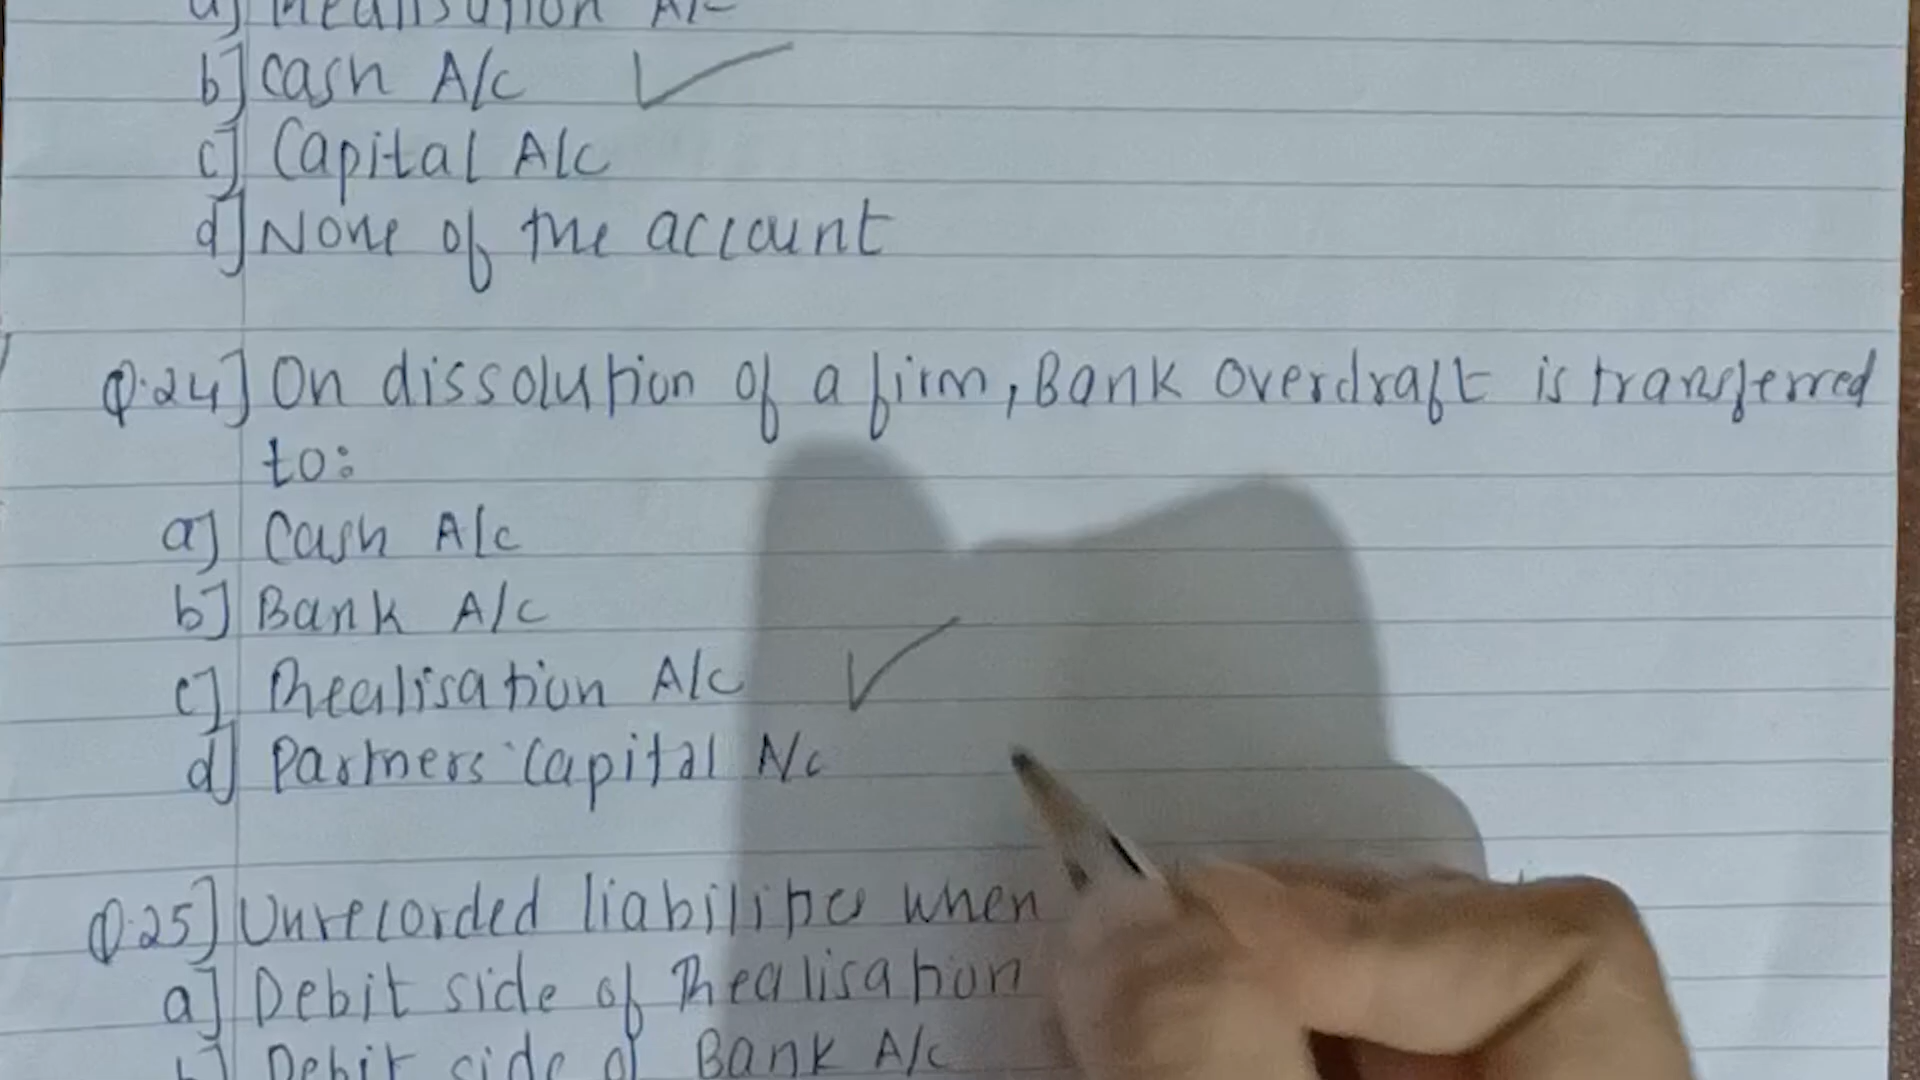 a] Realisation A/c
b] Cash A/c
c] Capital A/c
d] None of the account
Q.24] On dissolution of a firm, Bank overdraft is transferred
to:
a] Cash A/c
b] Bank A/c
c] Realisation A/c
d] Partners' Capital A/c
Q.25] Unrecorded liabilities when
a] Debit side of Realisation
b] Debit side of Bank A/c